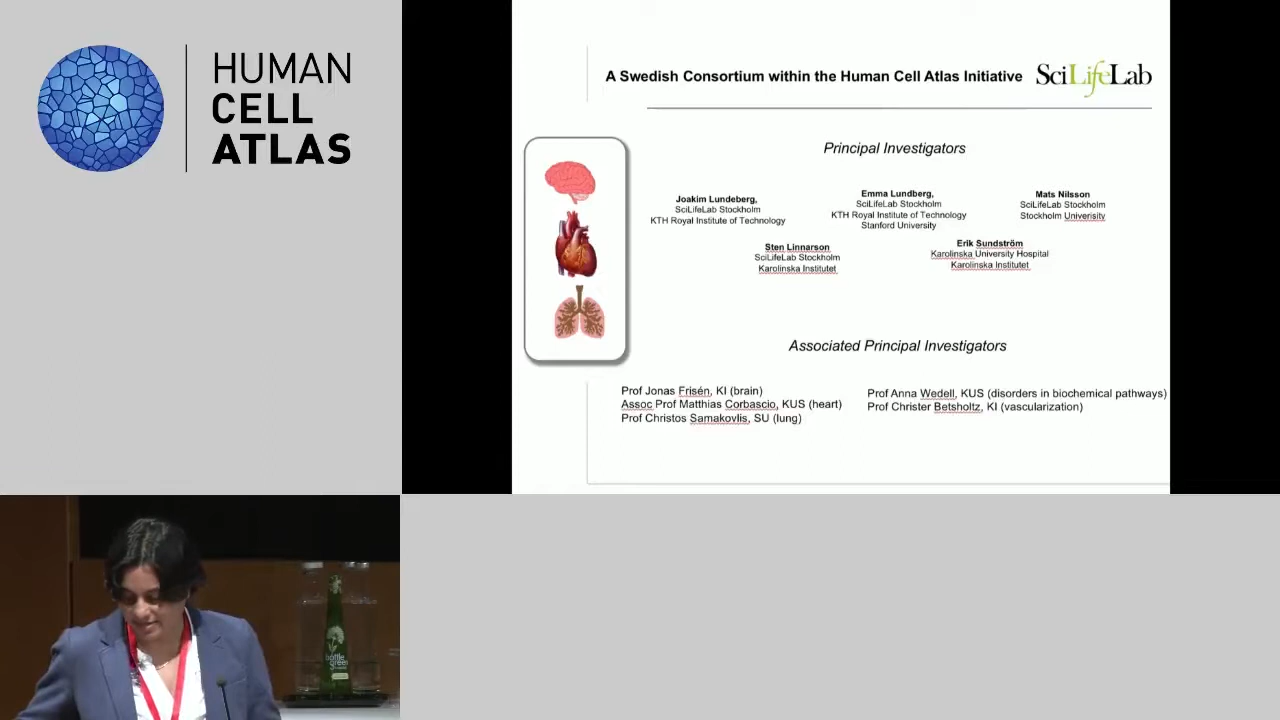 HUMAN
CELL
ATLAS
A Swedish Consortium within the Human Cell Atlas Initiative
SciLifeLab
Principal Investigators
Joakim Lundeberg,
SciLifeLab Stockholm
KTH Royal Institute of Technology
Emma Lundberg,
SciLifeLab Stockholm
KTH Royal Institute of Technology
Stanford University
Mats Nilsson
SciLifeLab Stockholm
Stockholm Univerisity
Sten Linnarson
SciLifeLab Stockholm
Karolinska Institutet
Erik Sundström
Karolinska University Hospital
Karolinska Institutet
Associated Principal Investigators
Prof Jonas Frisén, KI (brain)
Assoc Prof Matthias Corbascio, KUS (heart)
Prof Christos Samakovlis, SU (lung)
Prof Anna Wedell, KUS (disorders in biochemical pathways)
Prof Christer Betsholtz, KI (vascularization)
bottle
green